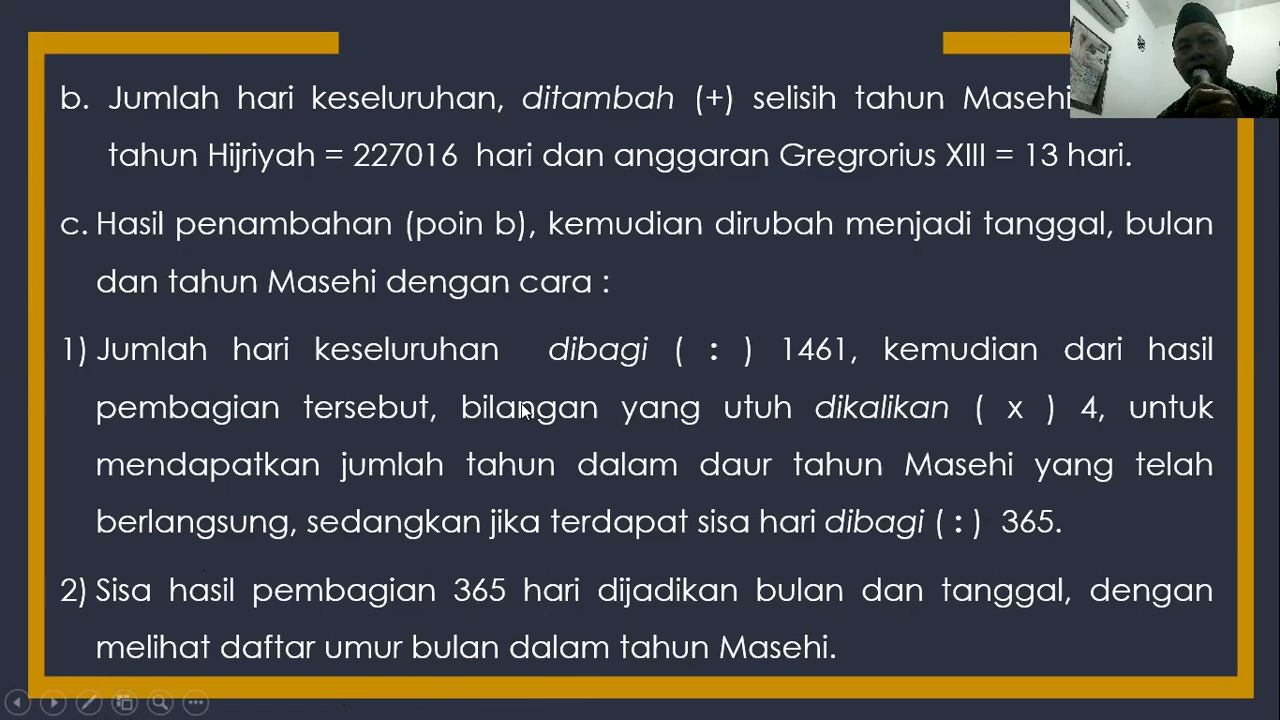 b. Jumlah hari keseluruhan, ditambah (+) selisih tahun Masehi
tahun Hijriyah = 227016 hari dan anggaran Gregrorius XIII = 13 hari.
c. Hasil penambahan (poin b), kemudian dirubah menjadi tanggal, bulan
dan tahun Masehi dengan cara :
1) Jumlah hari keseluruhan dibagi ( : ) 1461, kemudian dari hasil
pembagian tersebut, bilangan yang utuh dikalikan ( x ) 4, untuk
mendapatkan jumlah tahun dalam daur tahun Masehi yang telah
berlangsung, sedangkan jika terdapat sisa hari dibagi ( : ) 365.
2) Sisa hasil pembagian 365 hari dijadikan bulan dan tanggal, dengan
melihat daftar umur bulan dalam tahun Masehi.